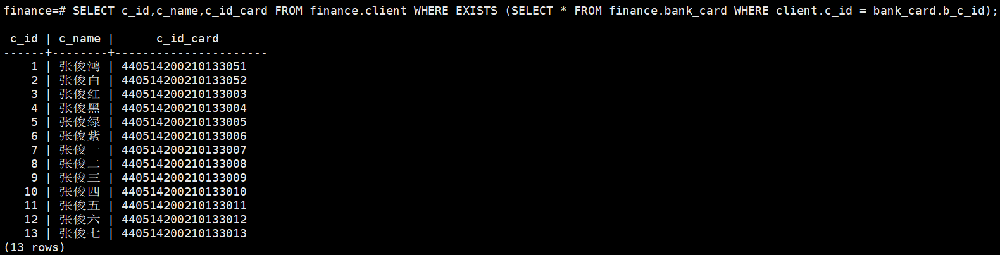 finance=# SELECT c_id,c_name,c_id_card FROM finance.client WHERE EXISTS (SELECT * FROM finance.bank_card WHERE client.c_id = bank_card.b_c_id);
 c_id | c_name |      c_id_card
------+--------+----------------------
    1 | 张俊鸿 | 440514200210133051
    2 | 张俊白 | 440514200210133052
    3 | 张俊红 | 440514200210133003
    4 | 张俊黑 | 440514200210133004
    5 | 张俊绿 | 440514200210133005
    6 | 张俊紫 | 440514200210133006
    7 | 张俊一 | 440514200210133007
    8 | 张俊二 | 440514200210133008
    9 | 张俊三 | 440514200210133009
   10 | 张俊四 | 440514200210133010
   11 | 张俊五 | 440514200210133011
   12 | 张俊六 | 440514200210133012
   13 | 张俊七 | 440514200210133013
(13 rows)